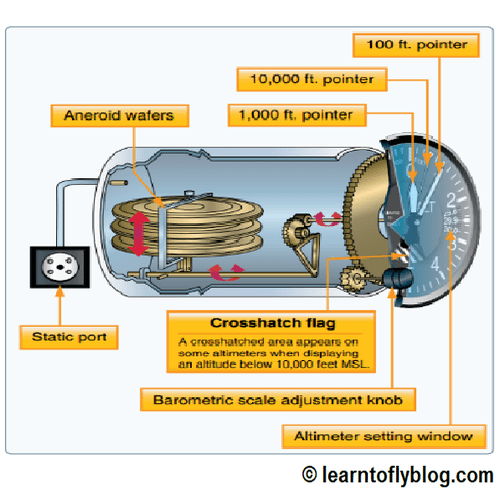 100 ft. pointer
10,000 ft. pointer
Aneroid wafers
1,000 ft. pointer
2
3
4
Static port
Crosshatch flag
A crosshatched area appears on
some altimeters when displaying
an altitude below 10,000 feet MSL.
Barometric scale adjustment knob
Altimeter setting window
© learntoflyblog.com